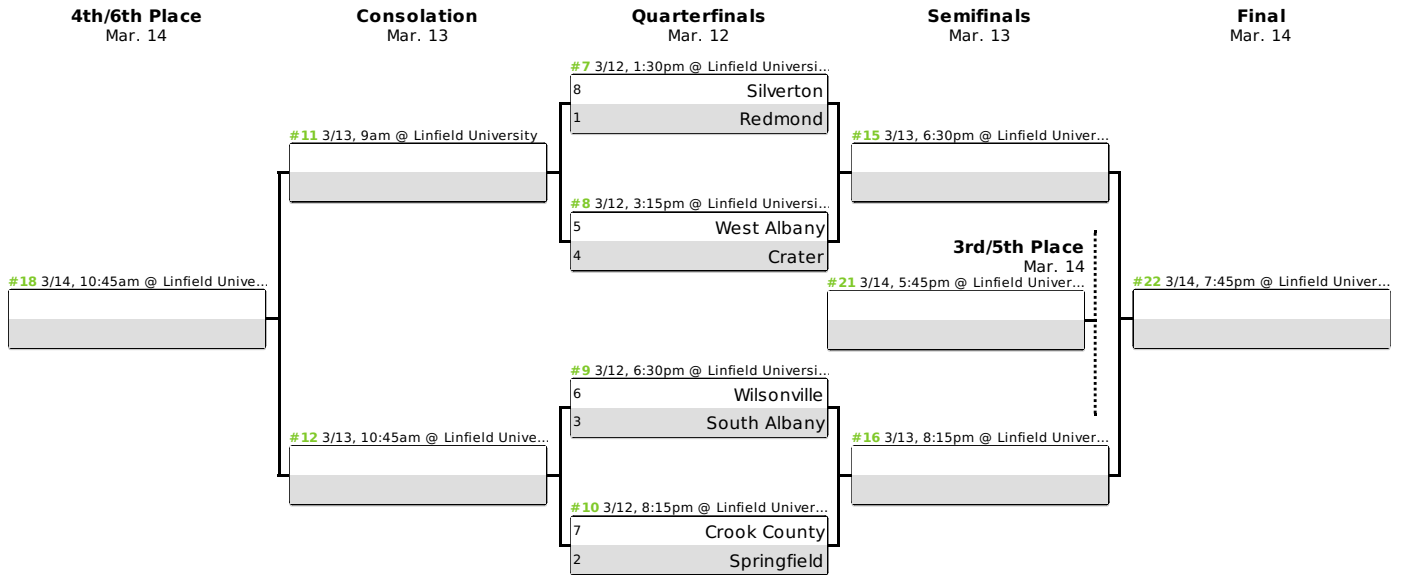 4th/6th Place
Mar. 14
Consolation
Mar. 13
Quarterfinals
Mar. 12
Semifinals
Mar. 13
Final
Mar. 14
#7 3/12, 1:30pm @ Linfield Universi...
8 Silverton
1 Redmond
#11 3/13, 9am @ Linfield University
#15 3/13, 6:30pm @ Linfield Univer...
#8 3/12, 3:15pm @ Linfield Universi...
5 West Albany
4 Crater
3rd/5th Place
Mar. 14
#18 3/14, 10:45am @ Linfield Unive...
#21 3/14, 5:45pm @ Linfield Univer...
#22 3/14, 7:45pm @ Linfield Univer...
#9 3/12, 6:30pm @ Linfield Universi...
6 Wilsonville
3 South Albany
#12 3/13, 10:45am @ Linfield Unive...
#16 3/13, 8:15pm @ Linfield Univer...
#10 3/12, 8:15pm @ Linfield Univer...
7 Crook County
2 Springfield